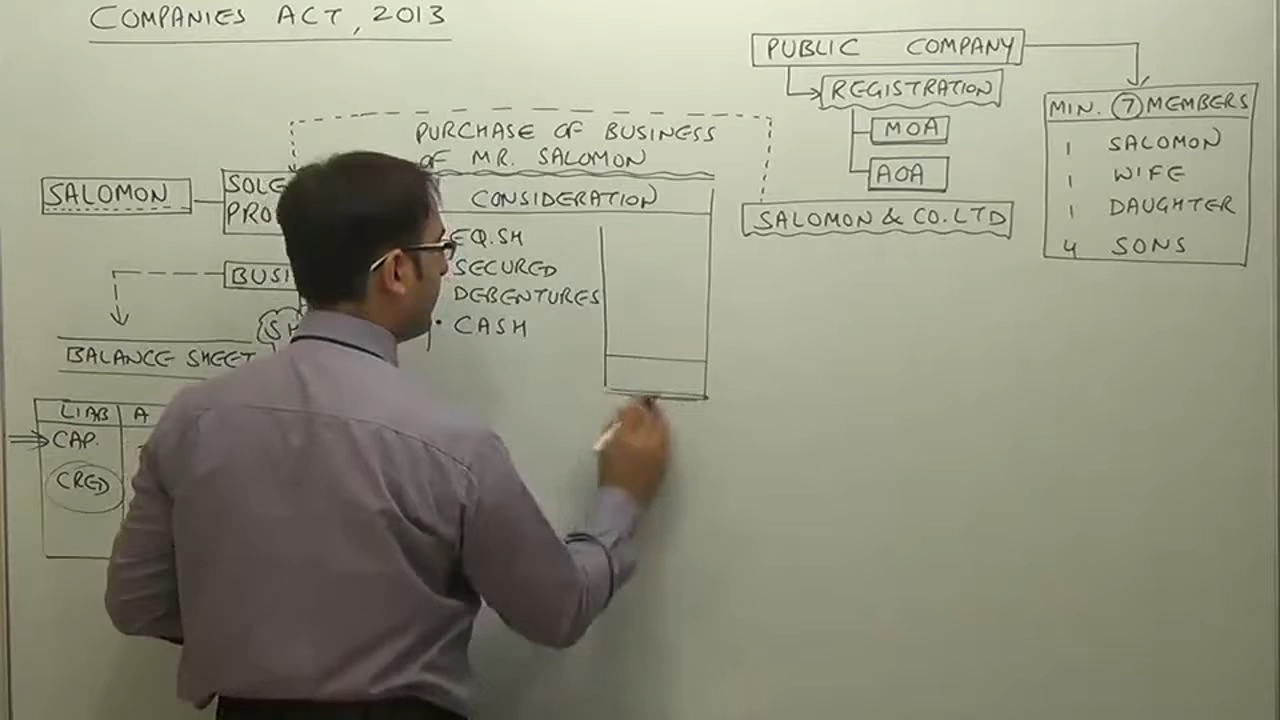 COMPANIES ACT, 2013
PUBLIC COMPANY
REGISTRATION
MOA
AOA
MIN. 7 MEMBERS
1 SALOMON
1 WIFE
1 DAUGHTER
4 SONS
PURCHASE OF BUSINESS
OF MR. SALOMON
SALOMON
SOLE
CONSIDERATION
SALOMON & CO. LTD
EQ. SH
SECURED
DEBENTURES
• CASH
BALANCE SHEET
LIAB A
CAP.
CRED